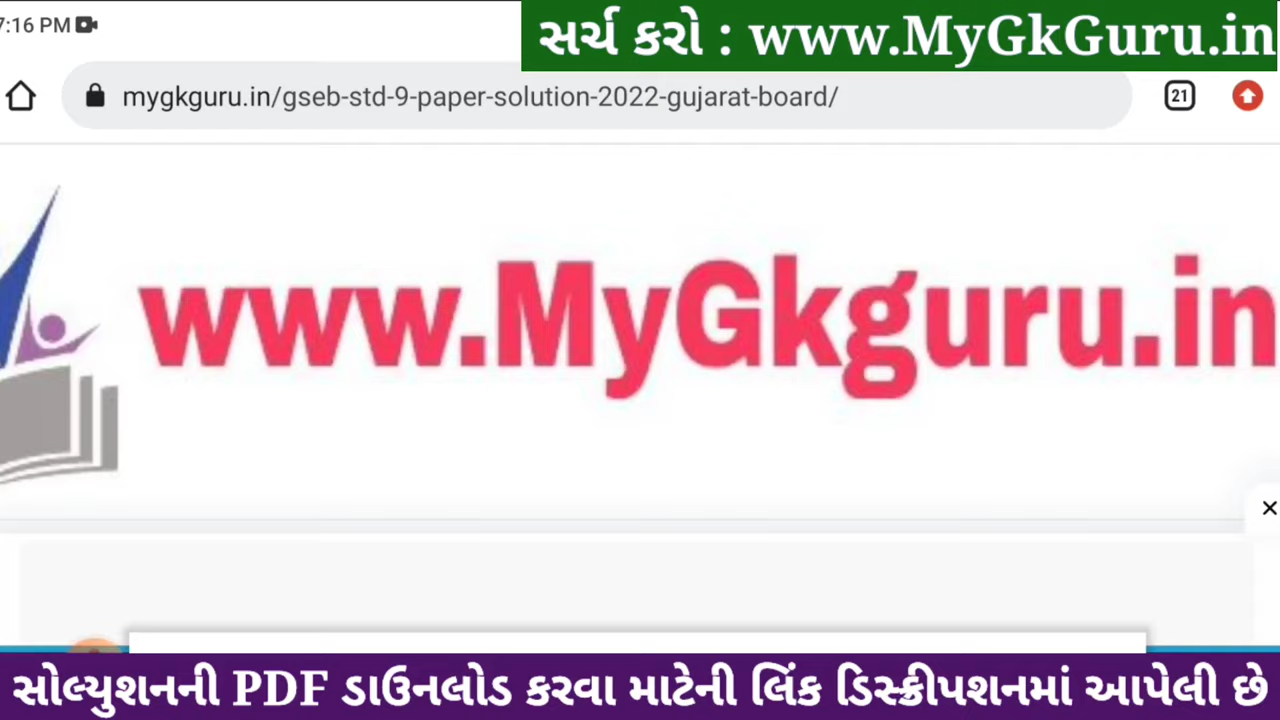 7:16 PM
સર્ચ કરો : www.MyGkGuru.in
mygkguru.in/gseb-std-9-paper-solution-2022-gujarat-board/
21
www.MyGkguru.in
સોલ્યુશનની PDF ડાઉનલોડ કરવા માટેની લિંક ડિસ્ક્રીપશનમાં આપેલી છે